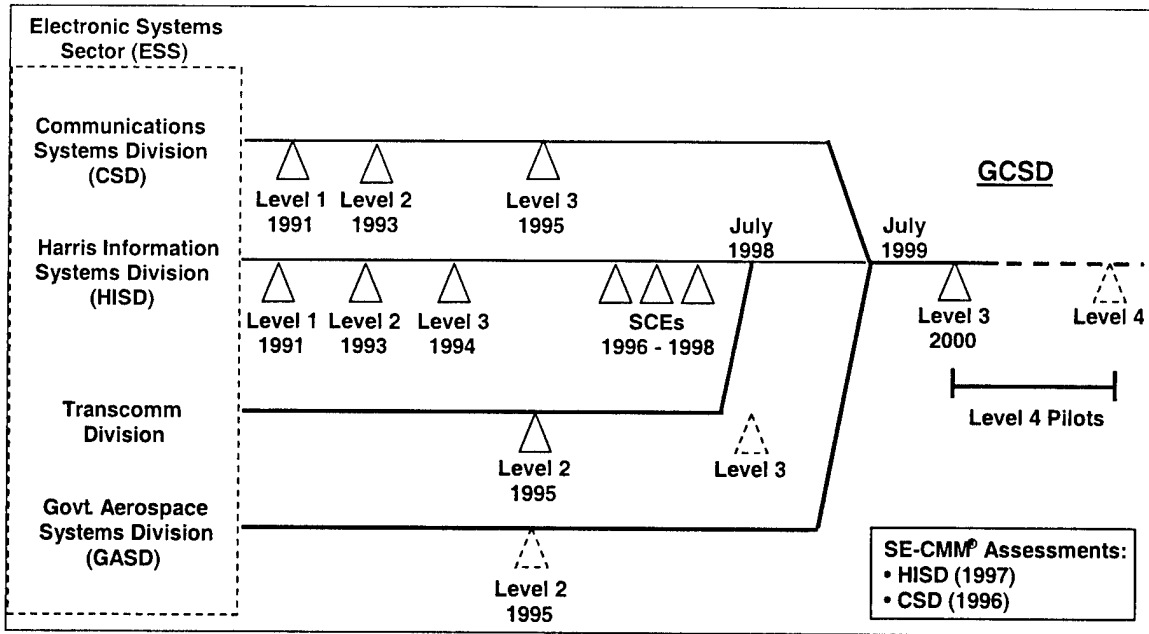 Electronic Systems
Sector (ESS)
Communications
Systems Division
(CSD)
Level 1
1991
Level 2
1993
Level 3
1995
GCSD
Harris Information
Systems Division
(HISD)
Level 1
1991
Level 2
1993
Level 3
1994
SCEs
1996 - 1998
July
1998
July
1999
Level 3
2000
Level 4
Level 4 Pilots
Transcomm
Division
Level 2
1995
Level 3
Govt. Aerospace
Systems Division
(GASD)
Level 2
1995
SE-CMM® Assessments:
• HISD (1997)
• CSD (1996)